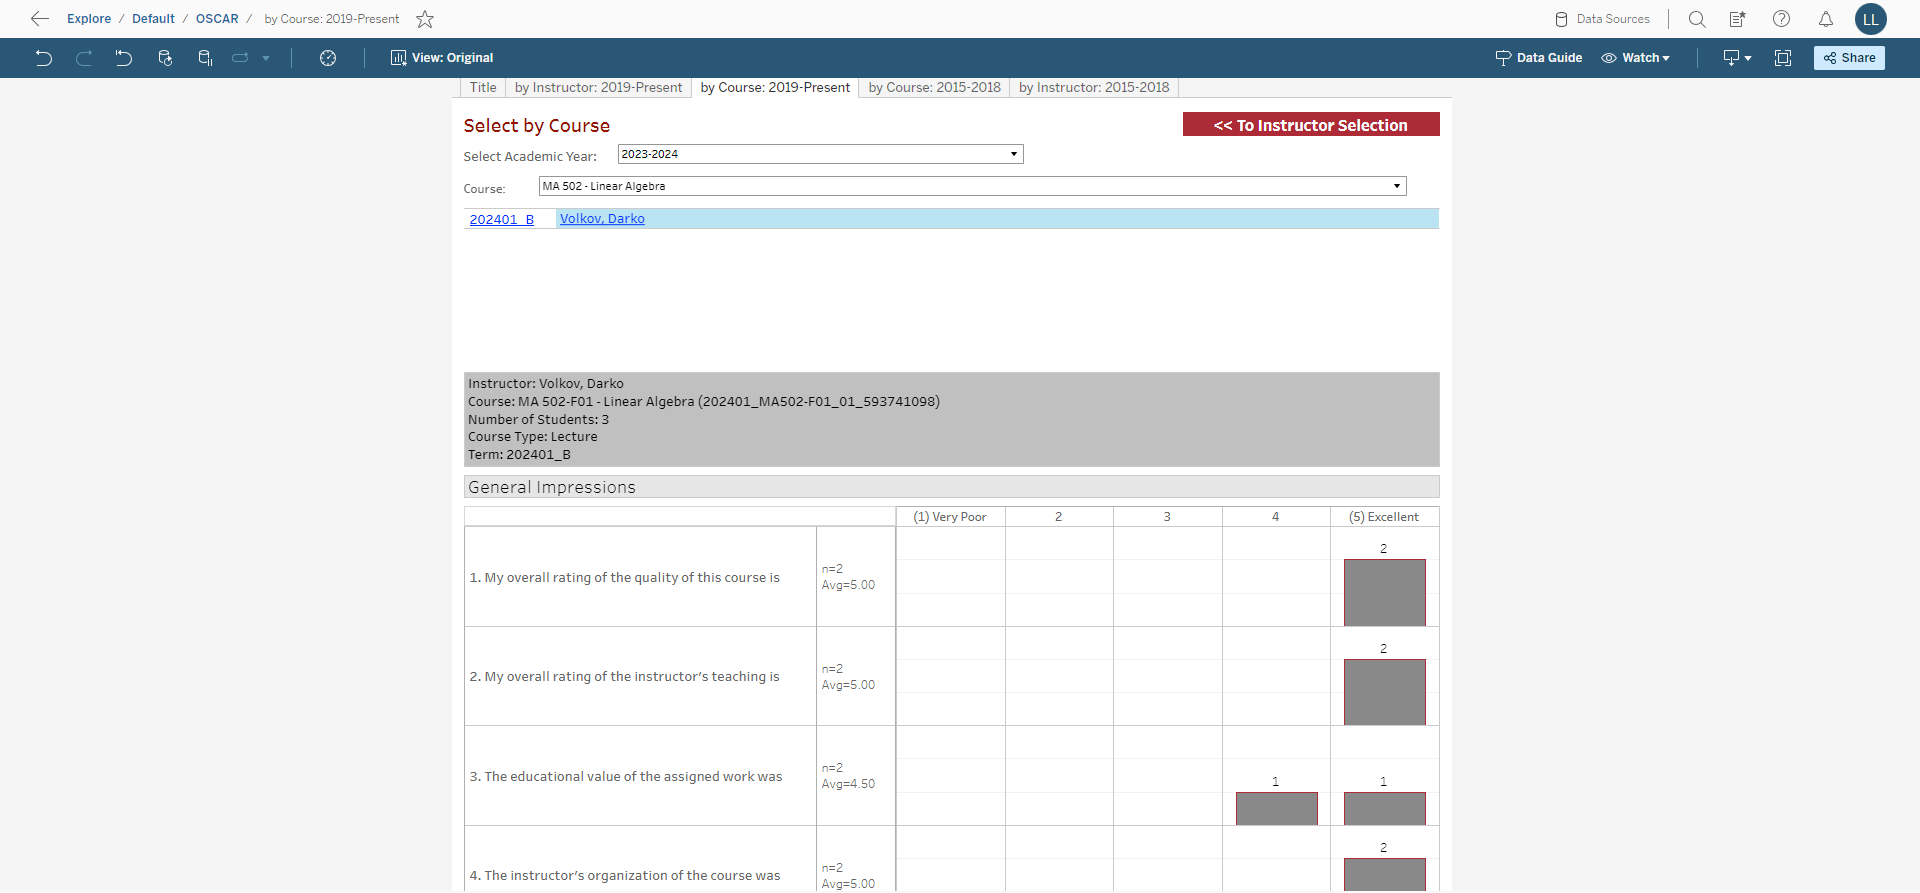 Explore / Default / OSCAR / by Course: 2019-Present
Data Sources
LL
View: Original
Data Guide
Watch
Share
Title
by Instructor: 2019-Present
by Course: 2019-Present
by Course: 2015-2018
by Instructor: 2015-2018
Select by Course
<< To Instructor Selection
Select Academic Year: 2023-2024
Course: MA 502 - Linear Algebra
202401_B Volkov, Darko
Instructor: Volkov, Darko
Course: MA 502-F01 - Linear Algebra (202401_MA502-F01_01_593741098)
Number of Students: 3
Course Type: Lecture
Term: 202401_B
General Impressions
(1) Very Poor 2 3 4 (5) Excellent
1. My overall rating of the quality of this course is
n=2
Avg=5.00
2
2. My overall rating of the instructor's teaching is
n=2
Avg=5.00
2
3. The educational value of the assigned work was
n=2
Avg=4.50
1 1
4. The instructor's organization of the course was
n=2
Avg=5.00
2